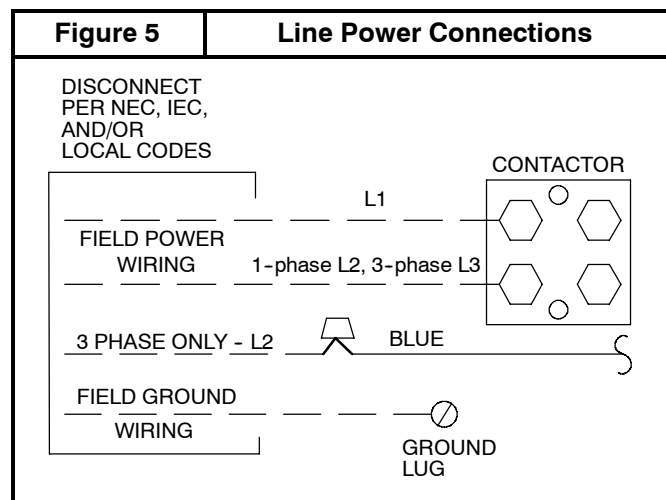 Figure 5
Line Power Connections
DISCONNECT
PER NEC, IEC,
AND/OR
LOCAL CODES
CONTACTOR
L1
FIELD POWER
WIRING
1-phase L2, 3-phase L3
3 PHASE ONLY - L2
BLUE
FIELD GROUND
WIRING
GROUND
LUG